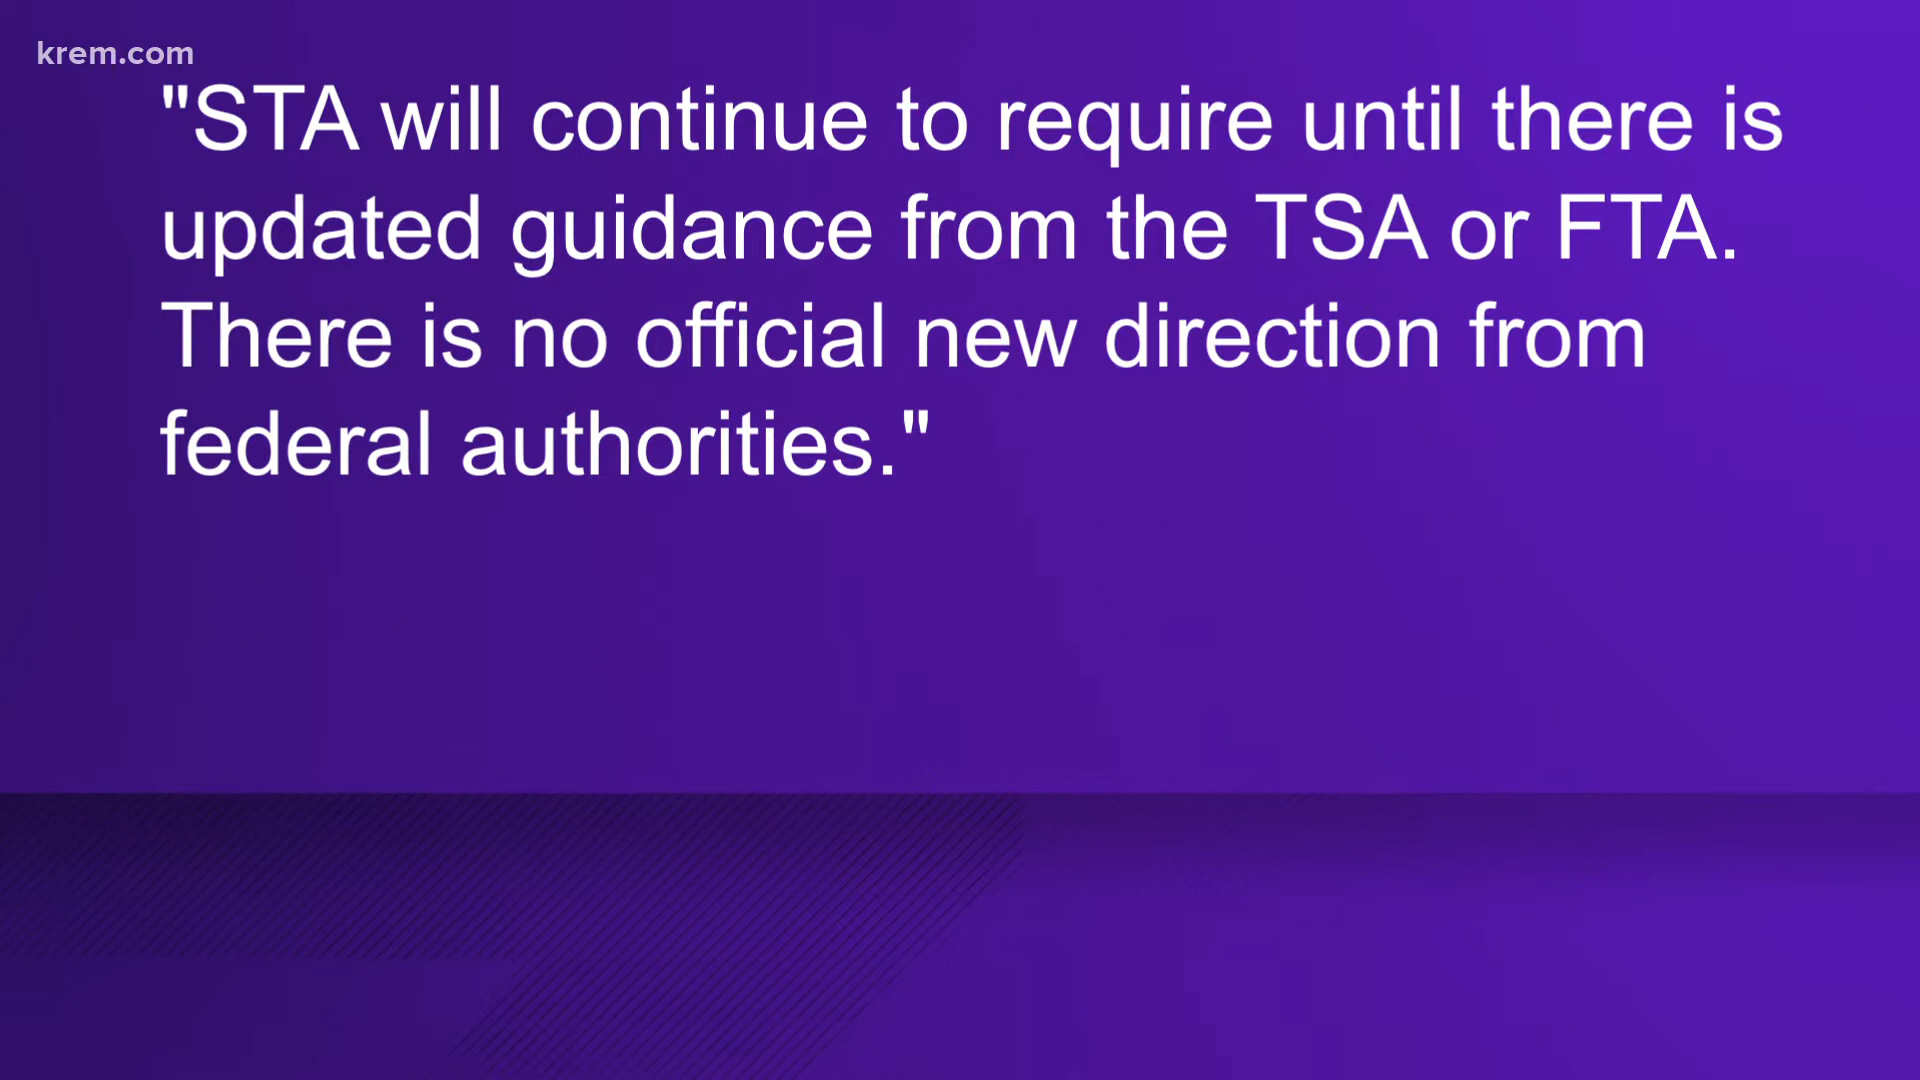 krem.com
"STA will continue to require until there is
updated guidance from the TSA or FTA.
There is no official new direction from
federal authorities."